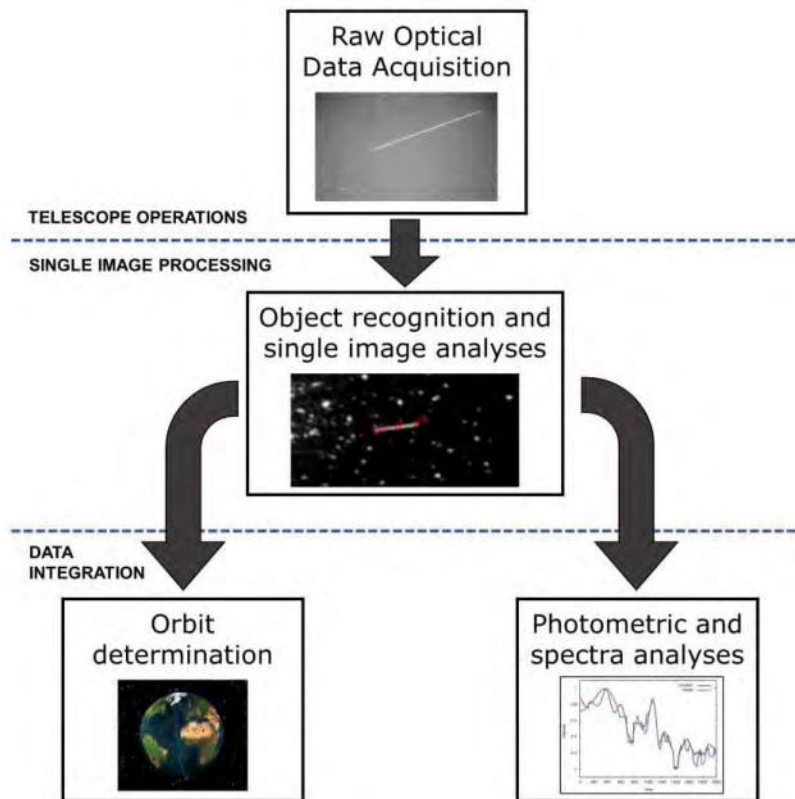 Raw Optical
Data Acquisition
TELESCOPE OPERATIONS
SINGLE IMAGE PROCESSING
Object recognition and
single image analyses
DATA
INTEGRATION
Orbit
determination
Photometric and
spectra analyses